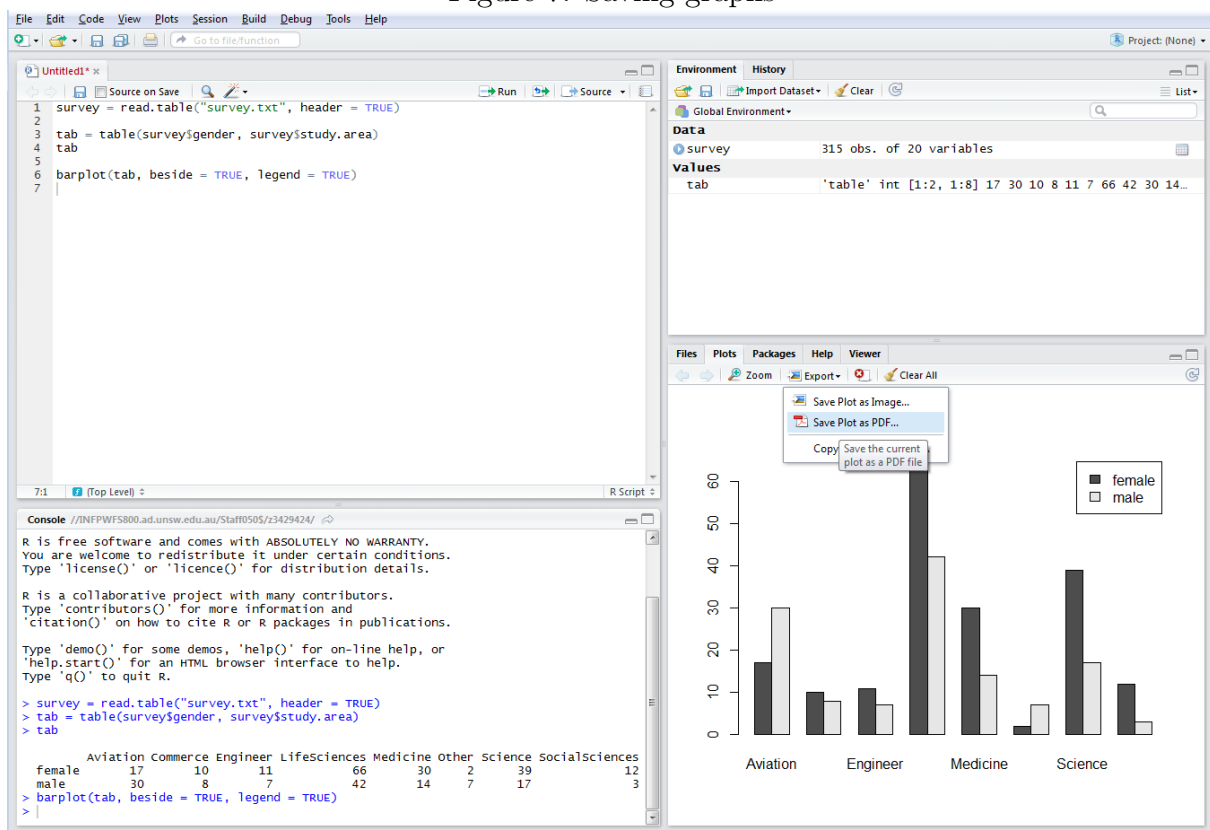 Figure 7: Saving graphs
File Edit Code View Plots Session Build Debug Tools Help
Go to file/function
Project: (None)
Untitled1*
Source on Save
Run
Source
1 survey = read.table("survey.txt", header = TRUE)
2
3 tab = table(survey$gender, survey$study.area)
4 tab
5
6 barplot(tab, beside = TRUE, legend = TRUE)
7
7:1 (Top Level) R Script
Console //INFPWFS800.ad.unsw.edu.au/Staff050$/z3429424/
R is free software and comes with ABSOLUTELY NO WARRANTY.
You are welcome to redistribute it under certain conditions.
Type 'license()' or 'licence()' for distribution details.
R is a collaborative project with many contributors.
Type 'contributors()' for more information and
'citation()' on how to cite R or R packages in publications.
Type 'demo()' for some demos, 'help()' for on-line help, or
'help.start()' for an HTML browser interface to help.
Type 'q()' to quit R.
> survey = read.table("survey.txt", header = TRUE)
> tab = table(survey$gender, survey$study.area)
> tab
Aviation Commerce Engineer LifeSciences Medicine Other Science SocialSciences
female 17 10 11 66 30 2 39 12
male 30 8 7 42 14 7 17 3
> barplot(tab, beside = TRUE, legend = TRUE)
>
Environment History
Import Dataset Clear List
Global Environment
Data
survey 315 obs. of 20 variables
Values
tab 'table' int [1:2, 1:8] 17 30 10 8 11 7 66 42 30 14…
Files Plots Packages Help Viewer
Zoom Export Clear All
Save Plot as Image...
Save Plot as PDF...
Copy
Save the current
plot as a PDF file
60
50
40
30
20
10
0
female
male
Aviation Engineer Medicine Science